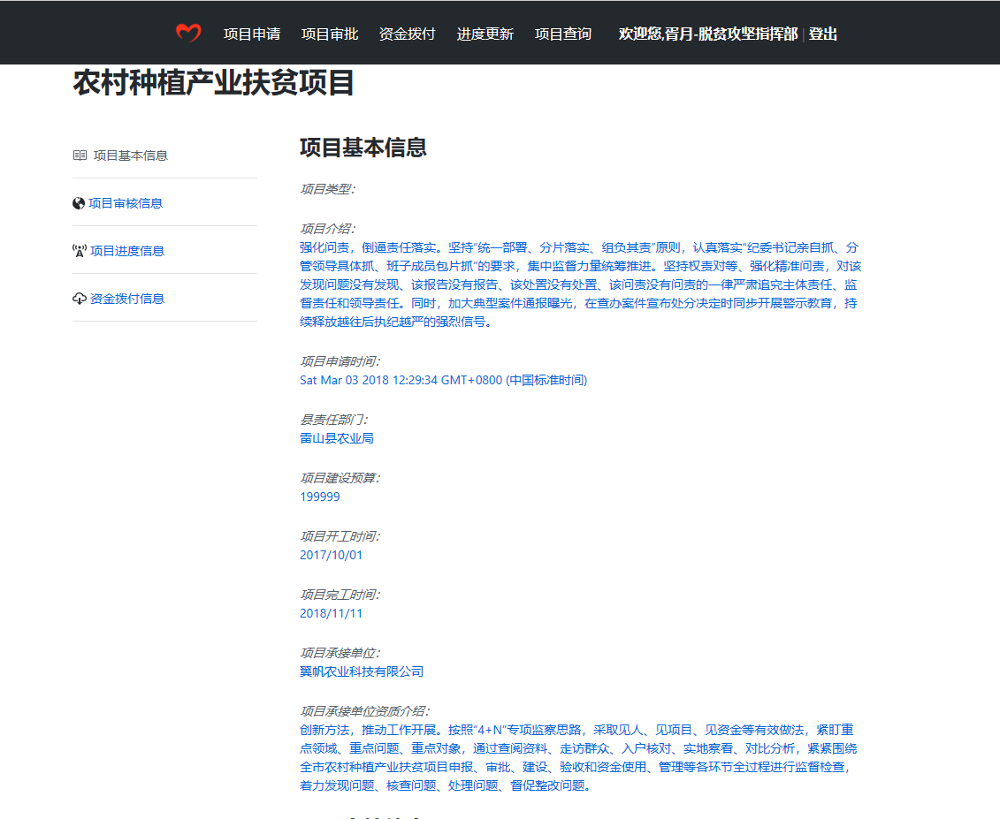 项目申请 项目审批 资金拨付 进度更新 项目查询 欢迎您,胥月-脱贫攻坚指挥部 | 登出
农村种植产业扶贫项目
项目基本信息
项目审核信息
项目进度信息
资金拨付信息
项目基本信息
项目类型：
项目介绍：
强化问责，倒逼责任落实。坚持“统一部署、分片落实、组负其责”原则，认真落实“纪委书记亲自抓、分
管领导具体抓、班子成员包片抓”的要求，集中监督力量统筹推进。坚持权责对等、强化精准问责，对该
发现问题没有发现、该报告没有报告、该处置没有处置、该问责没有问责的一律严肃追究主体责任、监
督责任和领导责任。同时，加大典型案件通报曝光，在查办案件宣布处分决定时同步开展警示教育，持
续释放越往后执纪越严的强烈信号。
项目申请时间：
Sat Mar 03 2018 12:29:34 GMT+0800 (中国标准时间)
县责任部门：
雷山县农业局
项目建设预算：
199999
项目开工时间：
2017/10/01
项目完工时间：
2018/11/11
项目承接单位：
翼帆农业科技有限公司
项目承接单位资质介绍：
创新方法，推动工作开展。按照“4+N”专项监察思路，采取见人、见项目、见资金等有效做法，紧盯重
点领域、重点问题、重点对象，通过查阅资料、走访群众、入户核对、实地察看、对比分析，紧紧围绕
全市农村种植产业扶贫项目申报、审批、建设、验收和资金使用、管理等各环节全过程进行监督检查，
着力发现问题、核查问题、处理问题、督促整改问题。